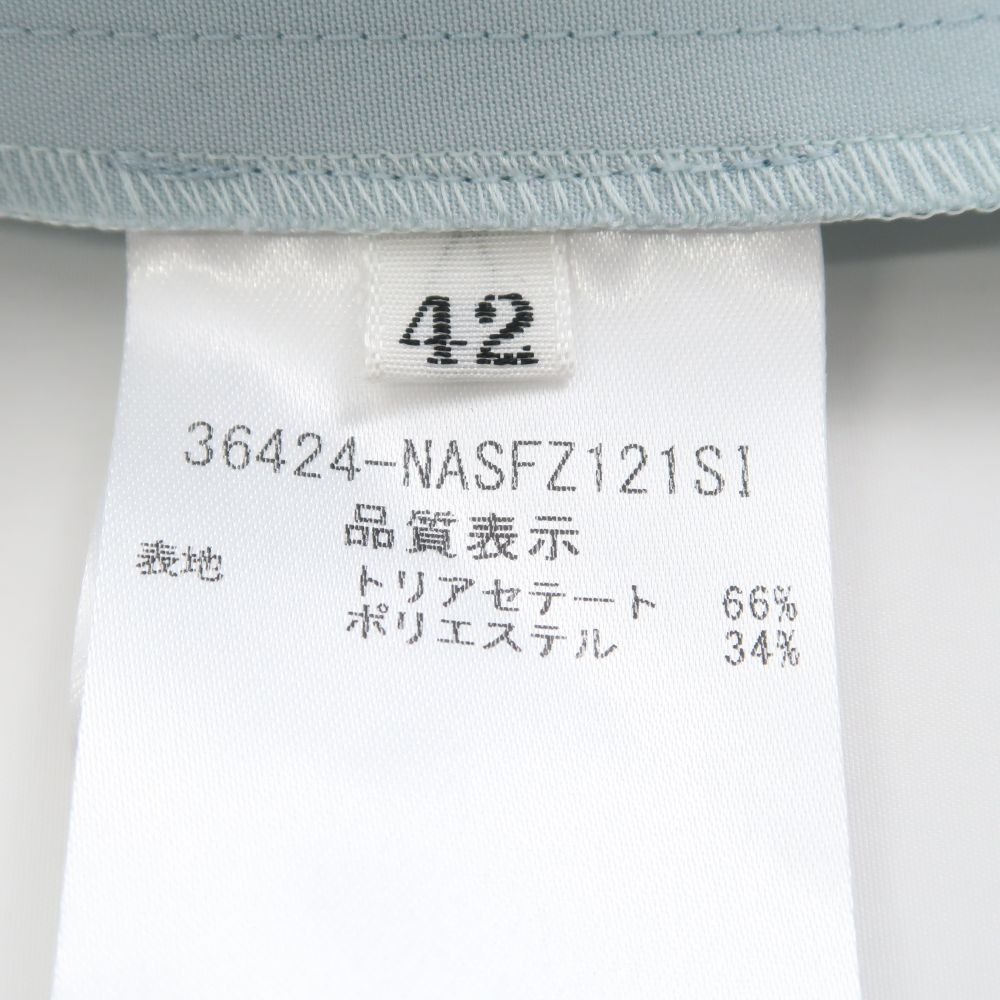 42
36424-NASFZ121SI
品質表示
表地
トリアセテート 66%
ポリエステル 34%